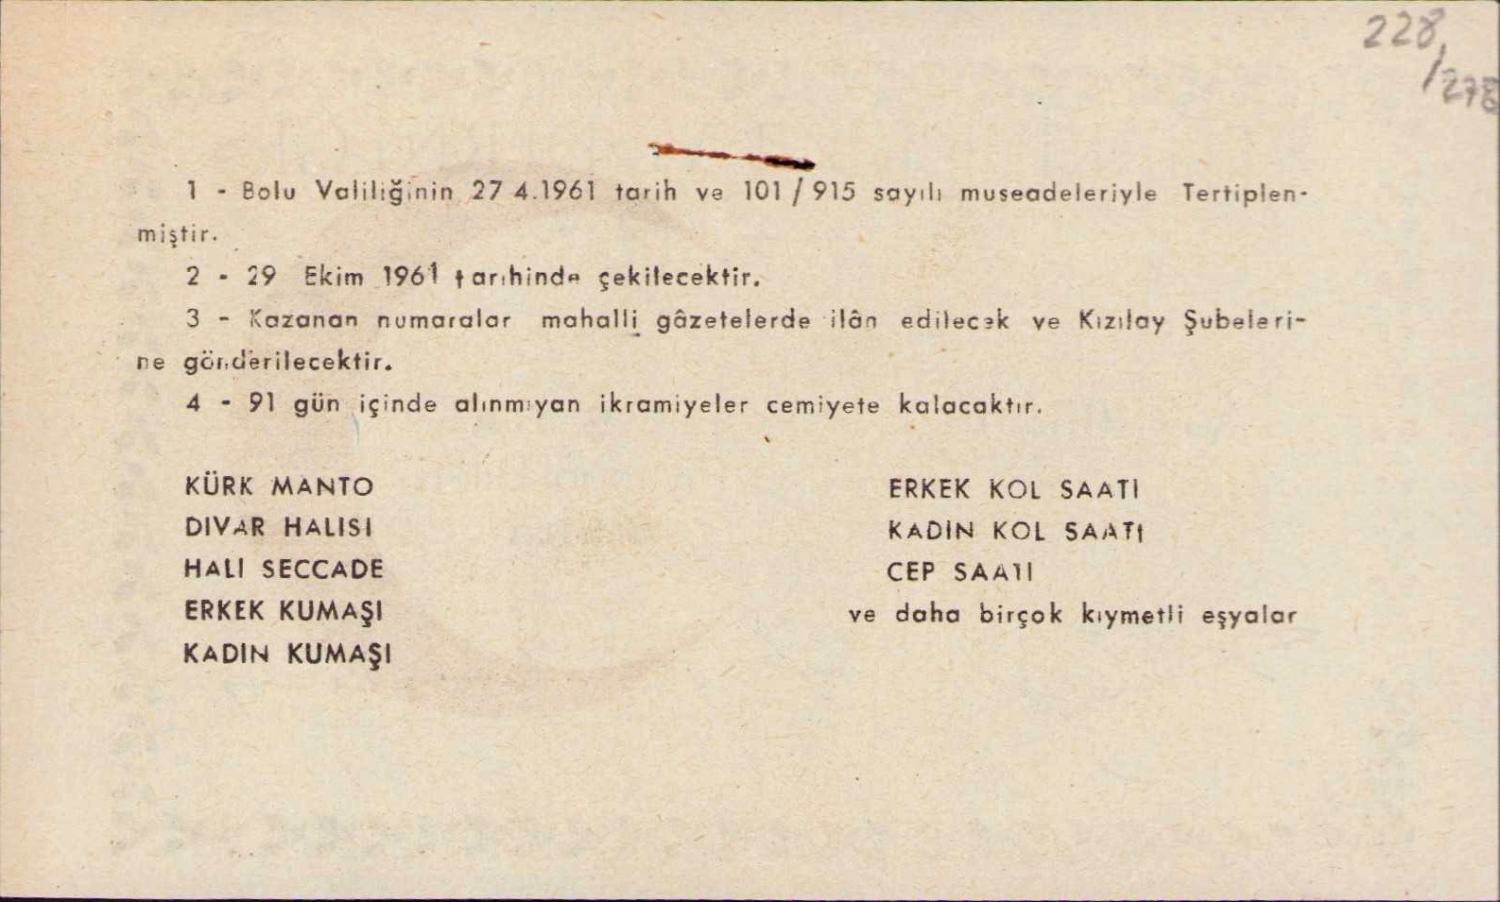 228
/278
1 - Bolu Valiliğinin 27 4.1961 tarih ve 101 / 915 sayılı museadeleriyle Tertiplen-
miştir.
2 - 29 Ekim 1961 tarihinde çekilecektir.
3 - Kazanan numaralar mahalli gâzetelerde ilân edilecek ve Kızılay Şubeleri-
ne gönderilecektir.
4 - 91 gün içinde alınmıyan ikramiyeler cemiyete kalacaktır.
KÜRK MANTO
DIVAR HALISI
HALI SECCADE
ERKEK KUMAŞI
KADIN KUMAŞI
ERKEK KOL SAATI
KADIN KOL SAATI
CEP SAATI
ve daha birçok kıymetli eşyalar